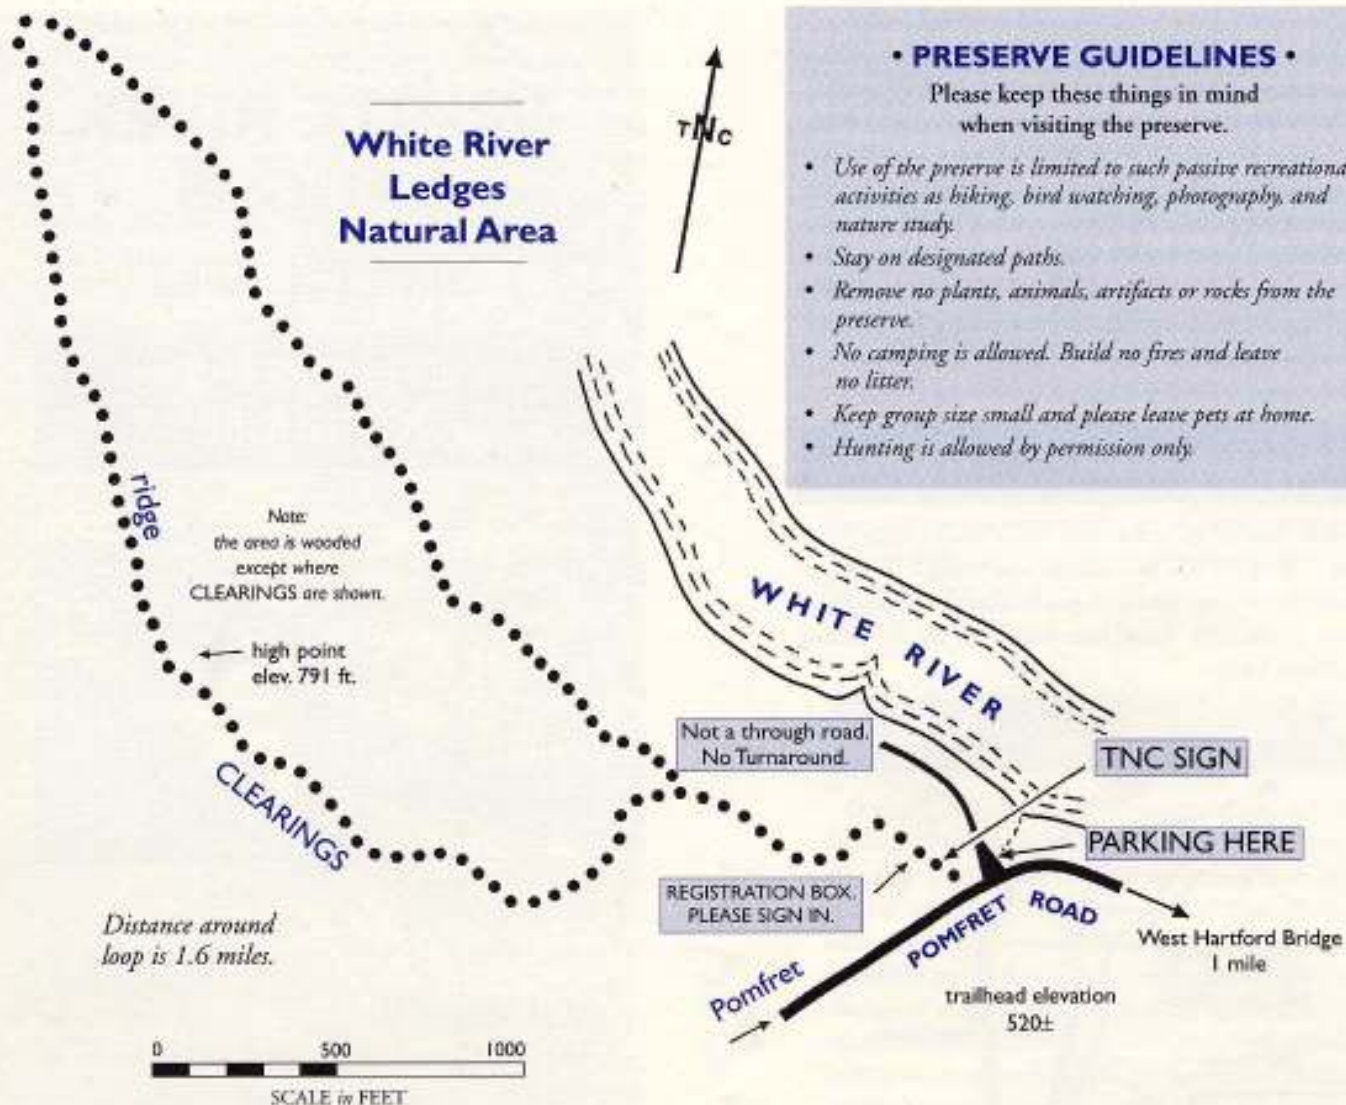 White River
Ledges
Natural Area
TNC
• PRESERVE GUIDELINES •
Please keep these things in mind
when visiting the preserve.
• Use of the preserve is limited to such passive recreational
activities as hiking, bird watching, photography, and
nature study.
• Stay on designated paths.
• Remove no plants, animals, artifacts or rocks from the
preserve.
• No camping is allowed. Build no fires and leave
no litter.
• Keep group size small and please leave pets at home.
• Hunting is allowed by permission only.
ridge
Note:
the area is wooded
except where
CLEARINGS are shown.
high point
elev. 791 ft.
WHITE RIVER
Not a through road.
No Turnaround.
TNC SIGN
CLEARINGS
PARKING HERE
REGISTRATION BOX.
PLEASE SIGN IN.
POMFRET ROAD
West Hartford Bridge
1 mile
Pomfret
trailhead elevation
520±
Distance around
loop is 1.6 miles.
0 500 1000
SCALE in FEET